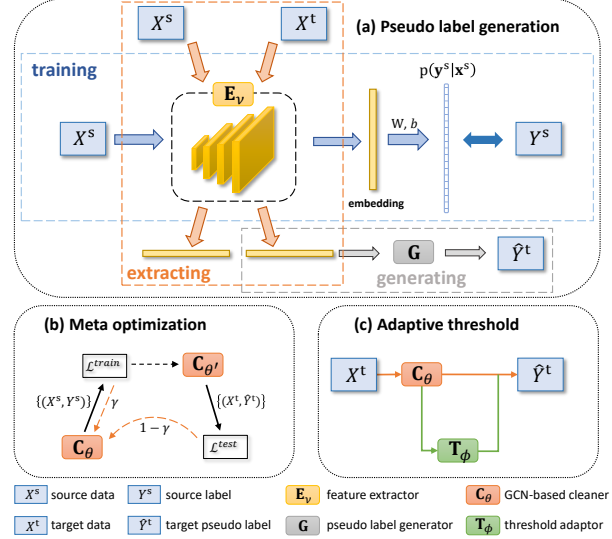 X^s
X^t
(a) Pseudo label generation
training
E_ν
p(y^s|x^s)
X^s
W, b
Y^s
embedding
extracting
G
generating
Ŷ^t
(b) Meta optimization
ℒ^train
C_θ′
{(X^s, Y^s)}
γ
{(X^t, Ŷ^t)}
1 − γ
C_θ
ℒ^test
(c) Adaptive threshold
X^t
C_θ
Ŷ^t
T_ϕ
X^s source data
Y^s source label
E_ν feature extractor
C_θ GCN-based cleaner
X^t target data
Ŷ^t target pseudo label
G pseudo label generator
T_ϕ threshold adaptor